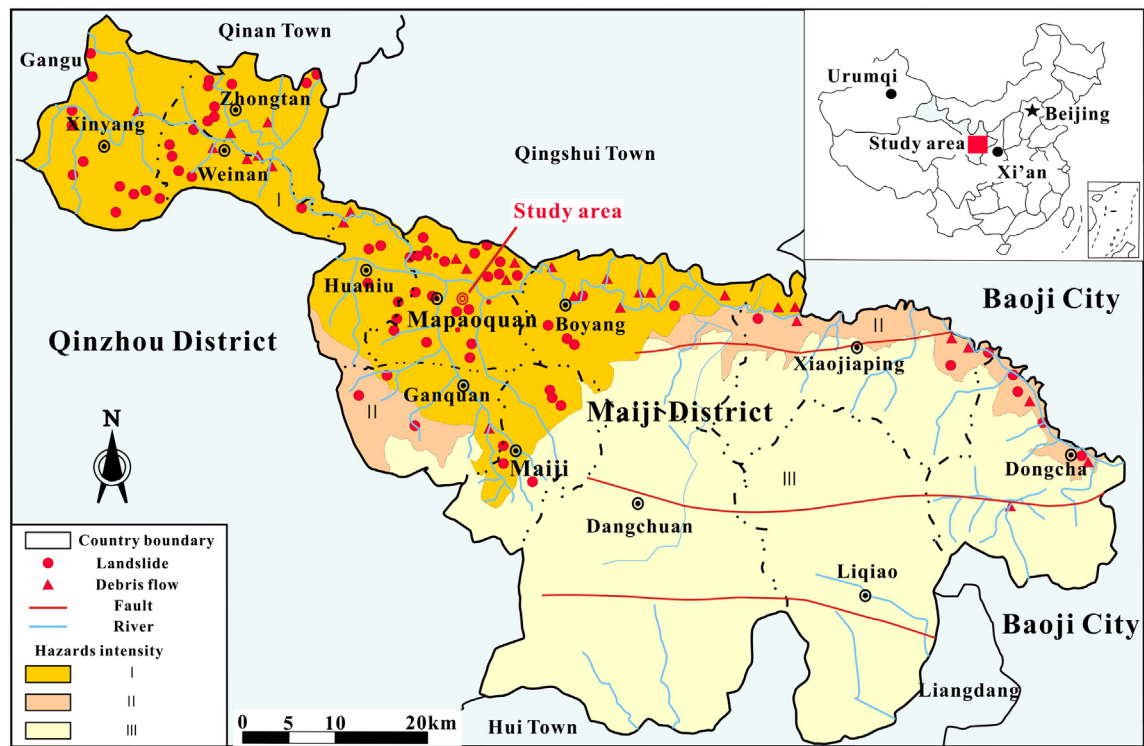 Qinan Town
Gangu
Zhongtan
Xinyang
Weinan
I
Qingshui Town
Study area
Huaniu
Mapaoquan
Boyang
Qinzhou District
Baoji City
II
Xiaojiaping
Ganquan
II
Maiji District
Maiji
III
Dongcha
Dangchuan
Liqiao
Baoji City
Liangdang
Hui Town
N
Urumqi
Beijing
Study area
Xi'an
Country boundary
Landslide
Debris flow
Fault
River
Hazards intensity
I
II
III
0 5 10 20km